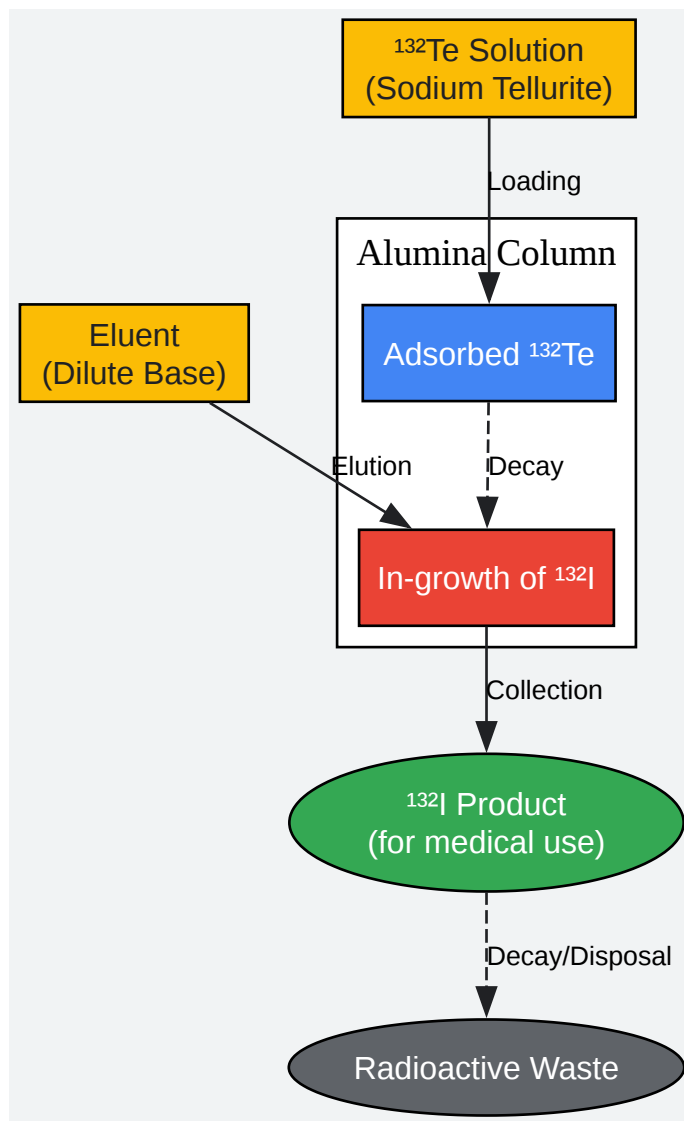 ¹³²Te Solution
(Sodium Tellurite)
Loading
Alumina Column
Eluent
(Dilute Base)
Adsorbed ¹³²Te
Elution
Decay
In-growth of ¹³²I
Collection
¹³²I Product
(for medical use)
Decay/Disposal
Radioactive Waste